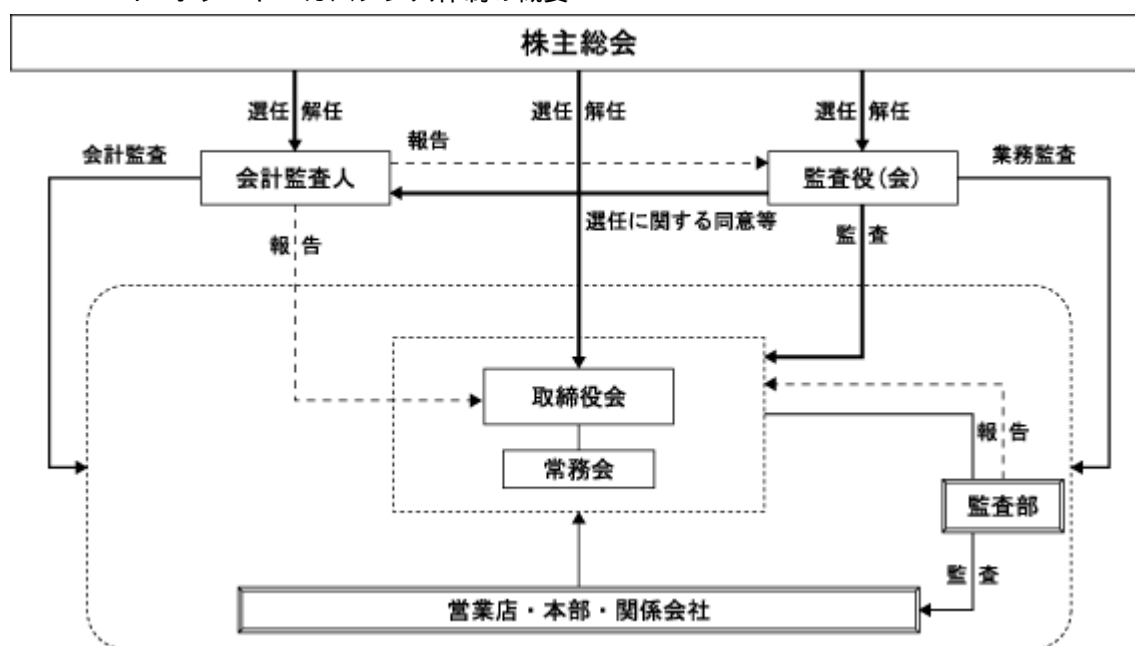 株主総会
選任 解任
選任 解任
選任 解任
会計監査
報告
業務監査
会計監査人
監査役(会)
選任に関する同意等
監 査
報 告
取締役会
報 告
常務会
監査部
監 査
営業店・本部・関係会社